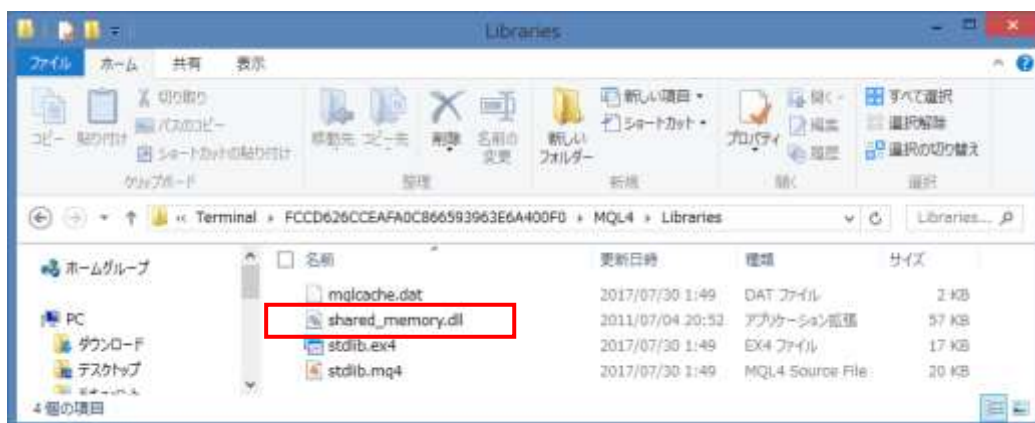 Libraries
ファイル ホーム 共有 表示
コピー 貼り付け
切り取り
パスのコピー
ショートカットの貼り付け
クリップボード
移動先 コピー先 削除 名前の変更
整理
新しいフォルダー
新しい項目
ショートカット
新規
プロパティ
開く
編集
履歴
開く
すべて選択
選択解除
選択の切り替え
選択
« Terminal FCCD626CCEAFA0C866593963E6A400F0 MQL4 Libraries
Libraries...
名前 更新日時 種類 サイズ
mqlcache.dat 2017/07/30 1:49 DAT ファイル 2 KB
shared_memory.dll 2011/07/04 20:52 アプリケーション拡張 57 KB
stdlib.ex4 2017/07/30 1:49 EX4 ファイル 17 KB
stdlib.mq4 2017/07/30 1:49 MQL4 Source File 20 KB
ホームグループ
PC
ダウンロード
デスクトップ
4 個の項目